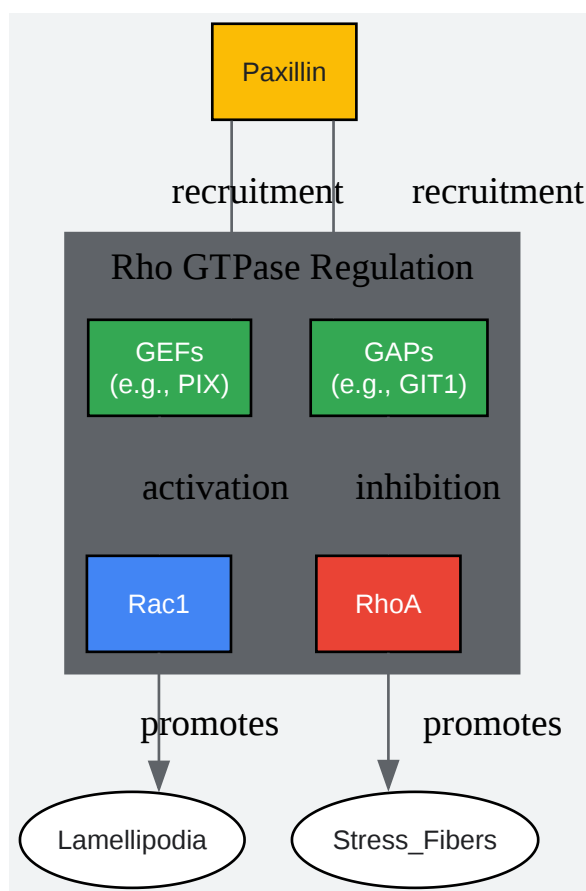 Paxillin
recruitment
recruitment
Rho GTPase Regulation
GEFs
(e.g., PIX)
GAPs
(e.g., GIT1)
activation
inhibition
Rac1
RhoA
promotes
promotes
Lamellipodia
Stress_Fibers